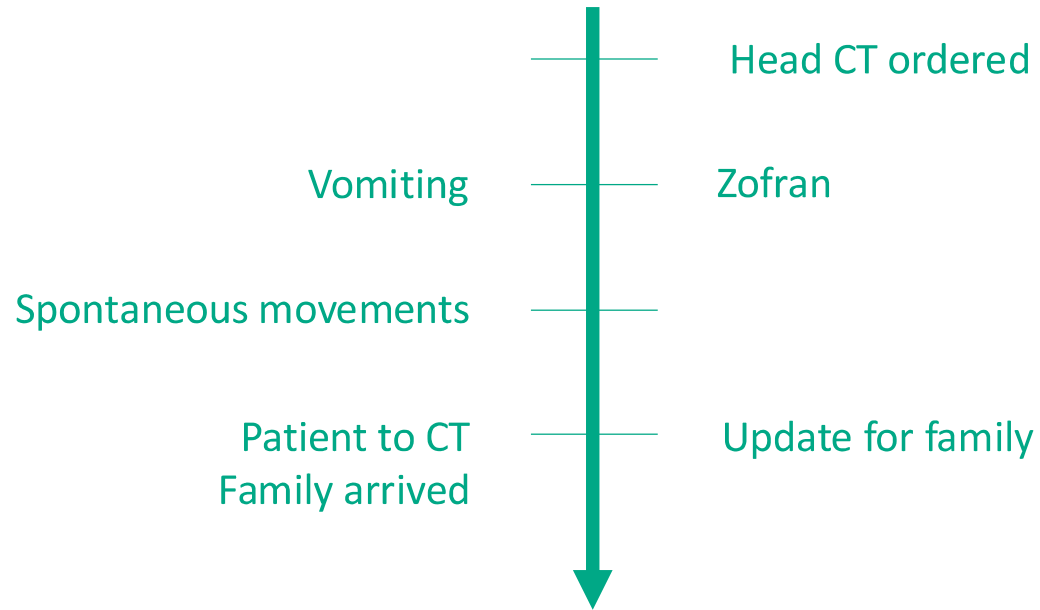 Head CT ordered
Vomiting
Zofran
Spontaneous movements
Patient to CT
Family arrived
Update for family